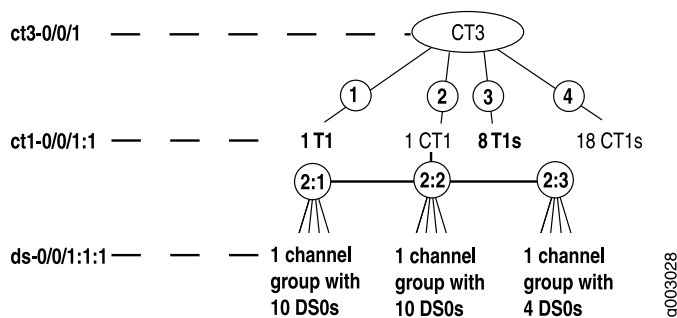 ct3-0/0/1
CT3
1
2
3
4
ct1-0/0/1:1
1 T1
1 CT1
8 T1s
18 CT1s
2:1
2:2
2:3
ds-0/0/1:1:1
1 channel
group with
10 DS0s
1 channel
group with
10 DS0s
1 channel
group with
4 DS0s
g003028